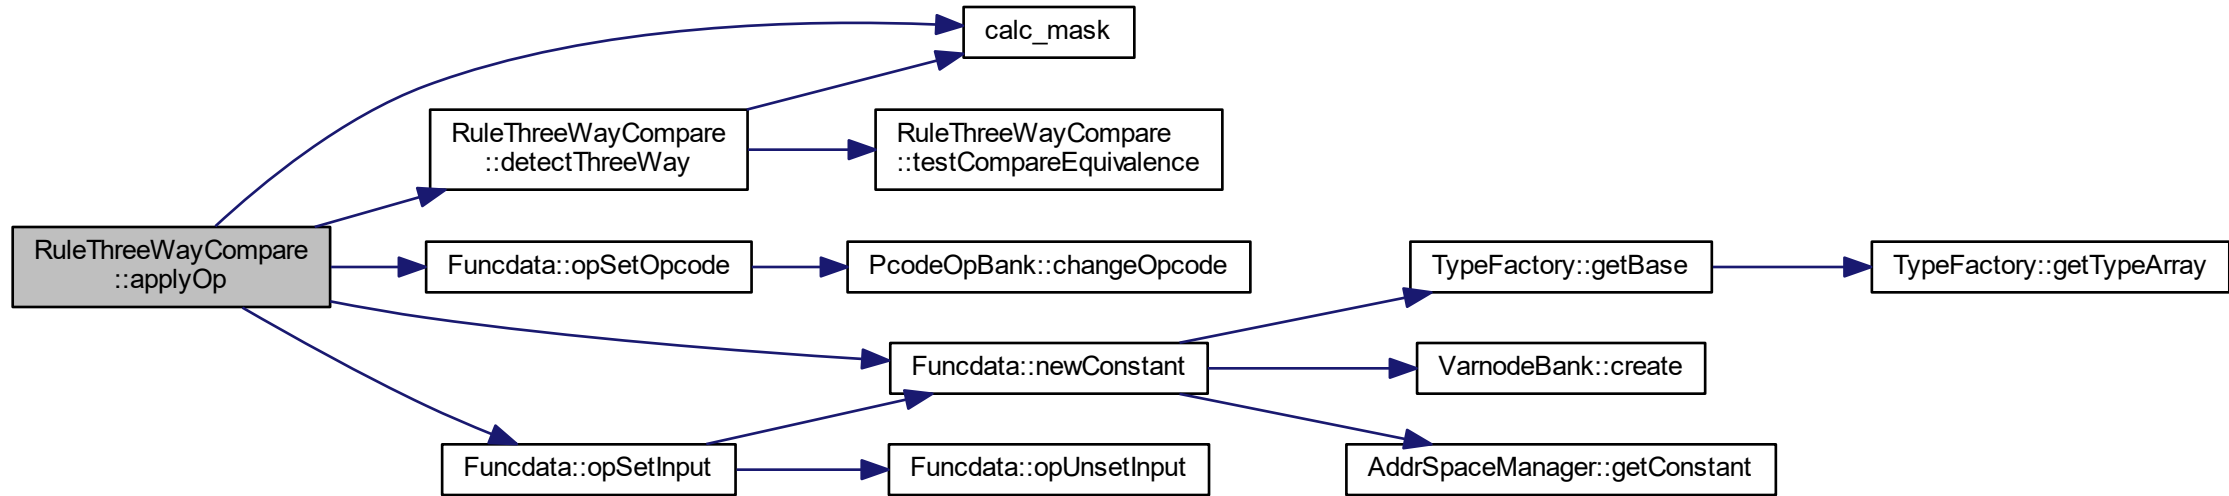 calc_mask
RuleThreeWayCompare
::detectThreeWay
RuleThreeWayCompare
::testCompareEquivalence
RuleThreeWayCompare
::applyOp
Funcdata::opSetOpcode
PcodeOpBank::changeOpcode
TypeFactory::getBase
TypeFactory::getTypeArray
Funcdata::newConstant
VarnodeBank::create
Funcdata::opSetInput
Funcdata::opUnsetInput
AddrSpaceManager::getConstant